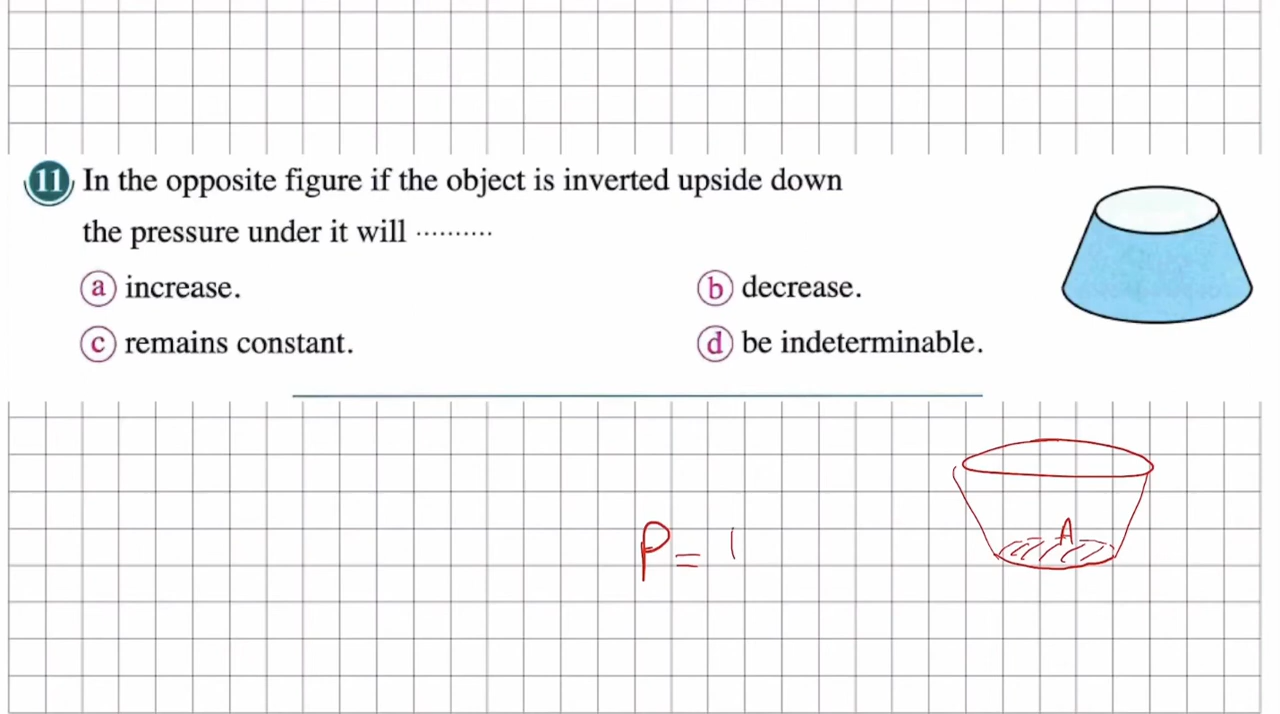 11 In the opposite figure if the object is inverted upside down
the pressure under it will ..........
a increase.
b decrease.
c remains constant.
d be indeterminable.
A
P =